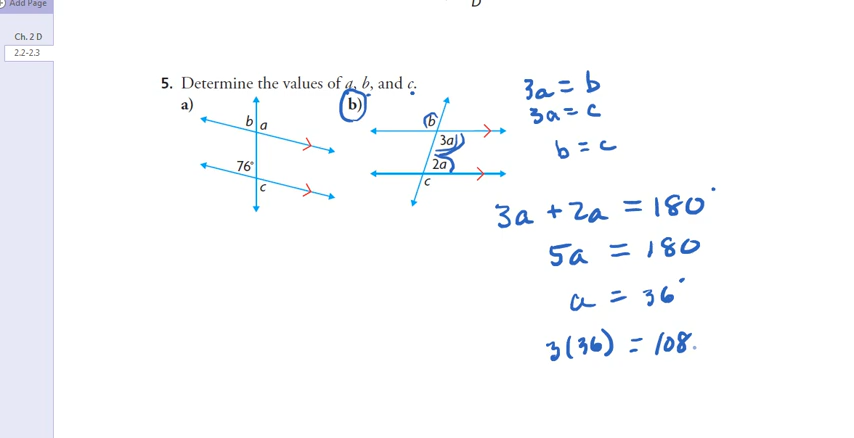 Add Page
D
Ch. 2 D
2.2-2.3
5. Determine the values of a, b, and c.
a)
b a
76°
c
b)
b
3a
2a
c
3a = b
3a = c
b = c
3a + 2a = 180°
5a = 180
a = 36°
3(36) = 108.